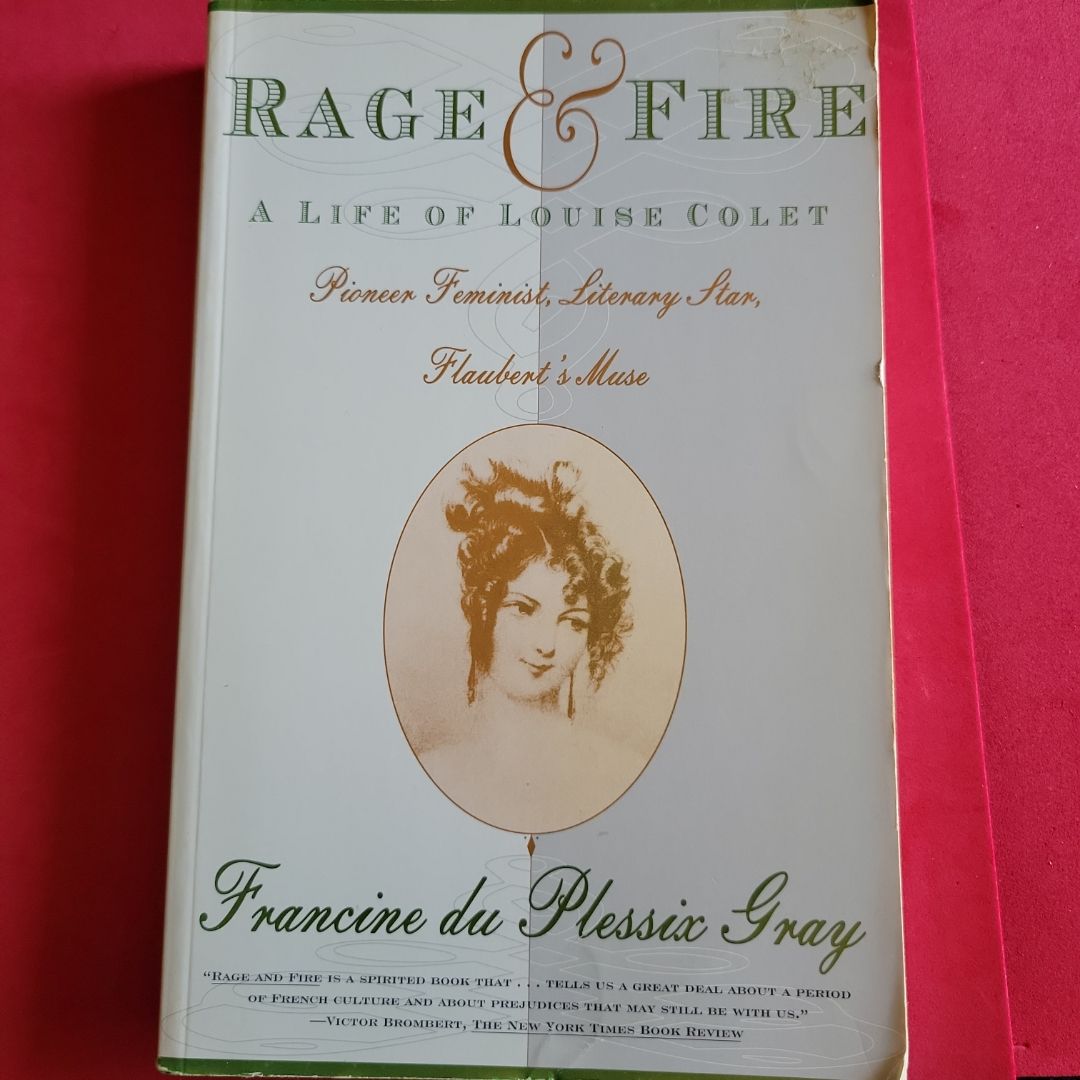 RAGE & FIRE
A LIFE OF LOUISE COLET
Pioneer Feminist, Literary Star,
Flaubert's Muse
Francine du Plessix Gray
"RAGE AND FIRE IS A SPIRITED BOOK THAT . . . TELLS US A GREAT DEAL ABOUT A PERIOD
OF FRENCH CULTURE AND ABOUT PREJUDICES THAT MAY STILL BE WITH US."
—VICTOR BROMBERT, THE NEW YORK TIMES BOOK REVIEW